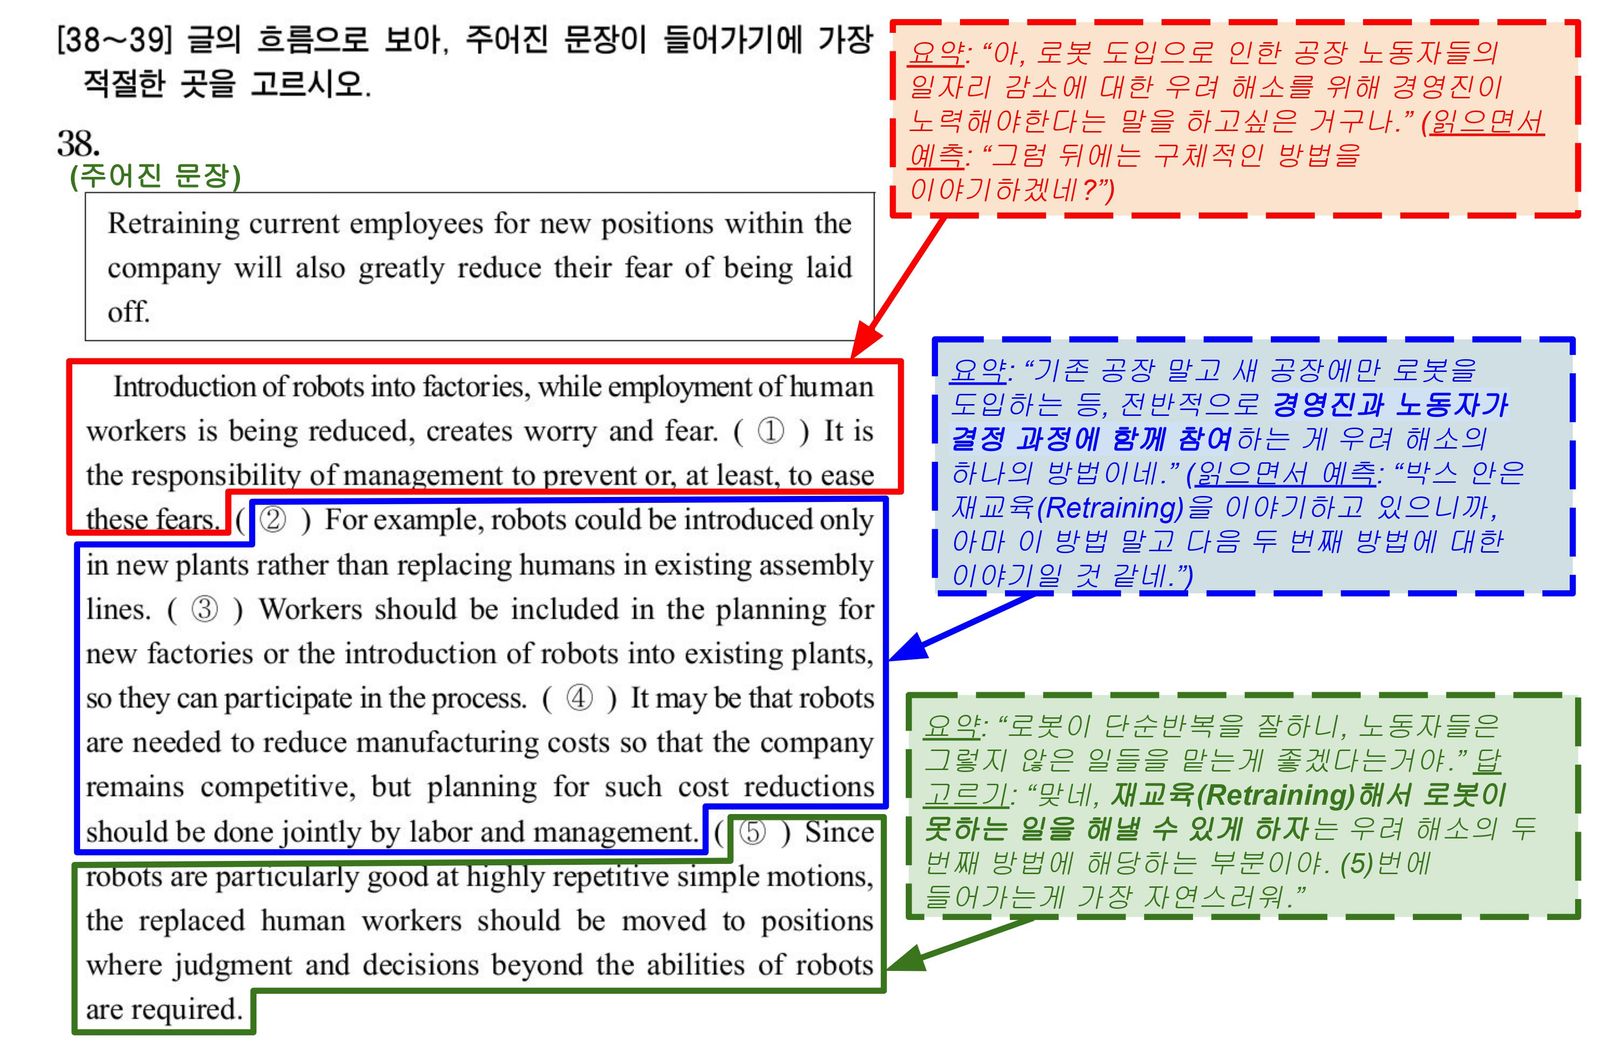 [38～39] 글의 흐름으로 보아, 주어진 문장이 들어가기에 가장
적절한 곳을 고르시오.
38.
(주어진 문장)
Retraining current employees for new positions within the
company will also greatly reduce their fear of being laid
off.
Introduction of robots into factories, while employment of human
workers is being reduced, creates worry and fear. ( ① ) It is
the responsibility of management to prevent or, at least, to ease
these fears. ( ② ) For example, robots could be introduced only
in new plants rather than replacing humans in existing assembly
lines. ( ③ ) Workers should be included in the planning for
new factories or the introduction of robots into existing plants,
so they can participate in the process. ( ④ ) It may be that robots
are needed to reduce manufacturing costs so that the company
remains competitive, but planning for such cost reductions
should be done jointly by labor and management. ( ⑤ ) Since
robots are particularly good at highly repetitive simple motions,
the replaced human workers should be moved to positions
where judgment and decisions beyond the abilities of robots
are required.
요약: “아, 로봇 도입으로 인한 공장 노동자들의
일자리 감소에 대한 우려 해소를 위해 경영진이
노력해야한다는 말을 하고싶은 거구나.” (읽으면서
예측: “그럼 뒤에는 구체적인 방법을
이야기하겠네?”)
요약: “기존 공장 말고 새 공장에만 로봇을
도입하는 등, 전반적으로 경영진과 노동자가
결정 과정에 함께 참여하는 게 우려 해소의
하나의 방법이네.” (읽으면서 예측: “박스 안은
재교육(Retraining)을 이야기하고 있으니까,
아마 이 방법 말고 다음 두 번째 방법에 대한
이야기일 것 같네.”)
요약: “로봇이 단순반복을 잘하니, 노동자들은
그렇지 않은 일들을 맡는게 좋겠다는거야.” 답
고르기: “맞네, 재교육(Retraining)해서 로봇이
못하는 일을 해낼 수 있게 하자는 우려 해소의 두
번째 방법에 해당하는 부분이야. (5)번에
들어가는게 가장 자연스러워.”